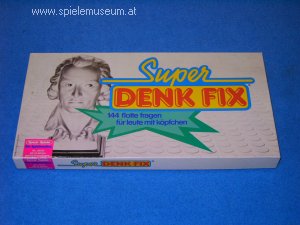 www.spielemuseum.at
Super
DENK FIX
144 flotte fragen
für leute mit köpfchen
Super DENK-FIX